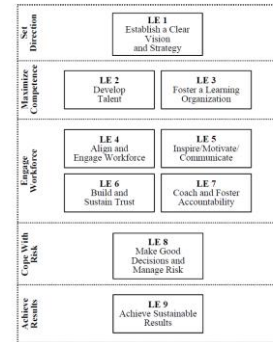 Set
Direction
LE 1
Establish a Clear
Vision
and Strategy
Maximize
Competence
LE 2
Develop
Talent
LE 3
Foster a Learning
Organization
Engage
Workforce
LE 4
Align and
Engage Workforce
LE 5
Inspire/Motivate/
Communicate
LE 6
Build and
Sustain Trust
LE 7
Coach and Foster
Accountability
Cope With
Risk
LE 8
Make Good
Decisions and
Manage Risk
Achieve
Results
LE 9
Achieve Sustainable
Results